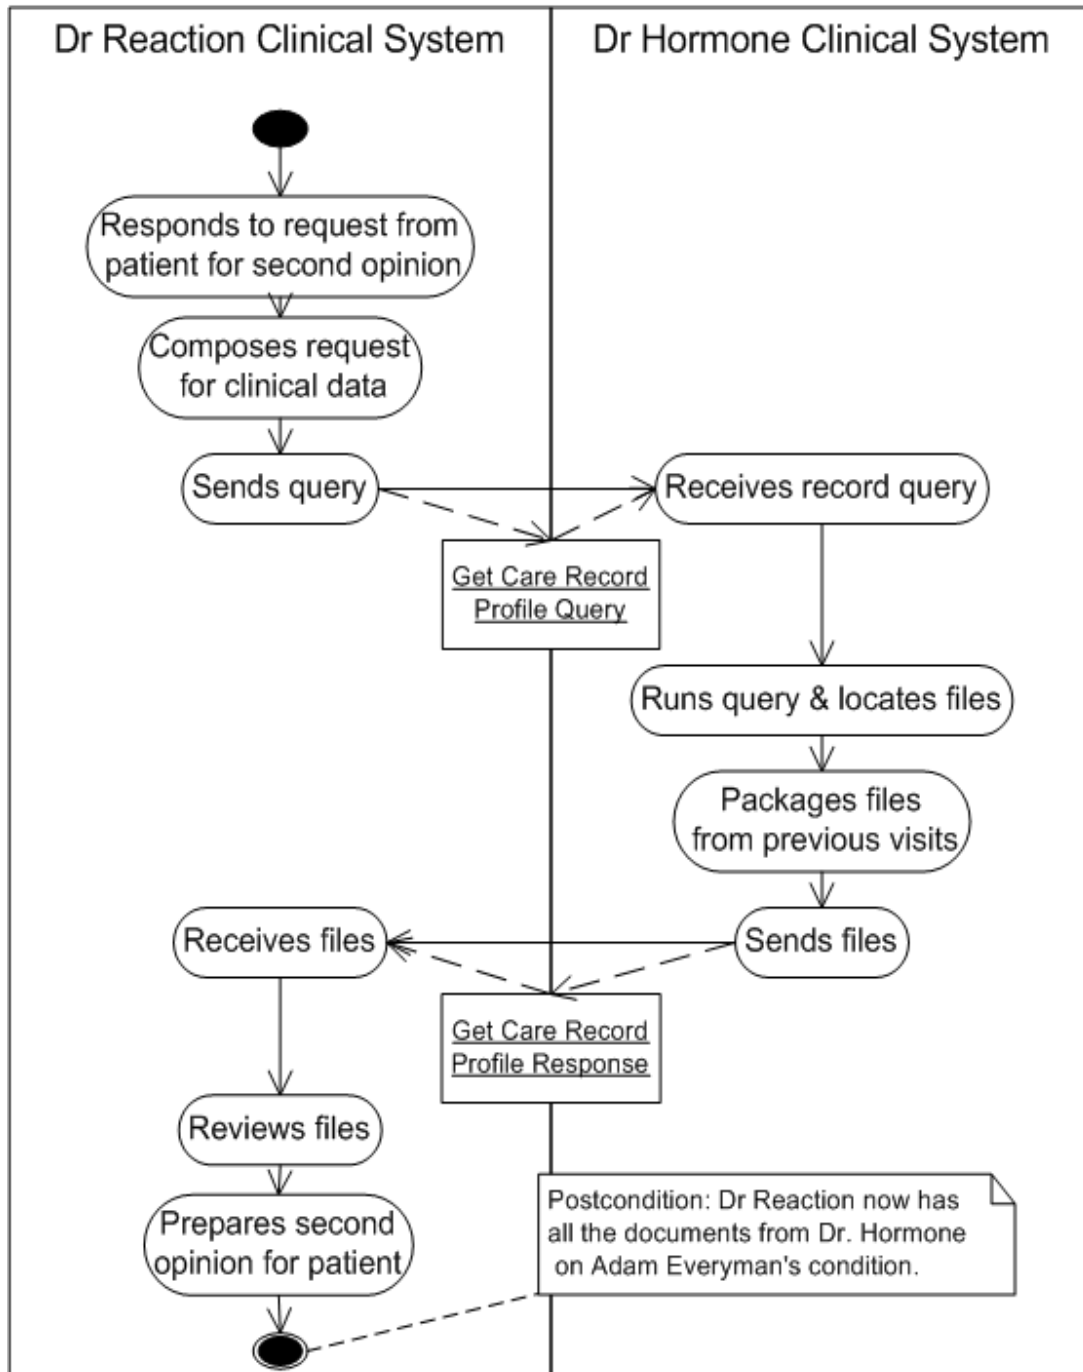 Dr Reaction Clinical System
Dr Hormone Clinical System
Responds to request from
patient for second opinion
Composes request
for clinical data
Sends query
Receives record query
Get Care Record
Profile Query
Runs query & locates files
Packages files
from previous visits
Receives files
Sends files
Get Care Record
Profile Response
Reviews files
Postcondition: Dr Reaction now has
all the documents from Dr. Hormone
on Adam Everyman's condition.
Prepares second
opinion for patient